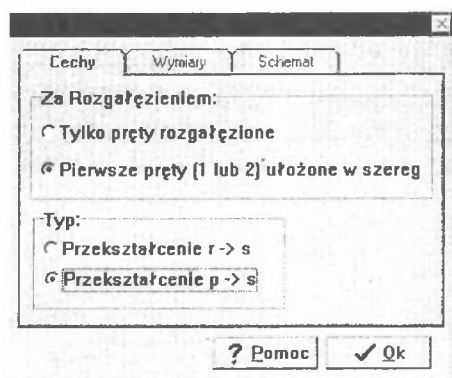 Cechy Wymiary Schemat
Za Rozgałęzieniem:
Tylko pręty rozgałęzione
Pierwsze pręty (1 lub 2) ułożone w szereg
Typ:
Przekształcenie r -> s
Przekształcenie p -> s
? Pomoc Ok